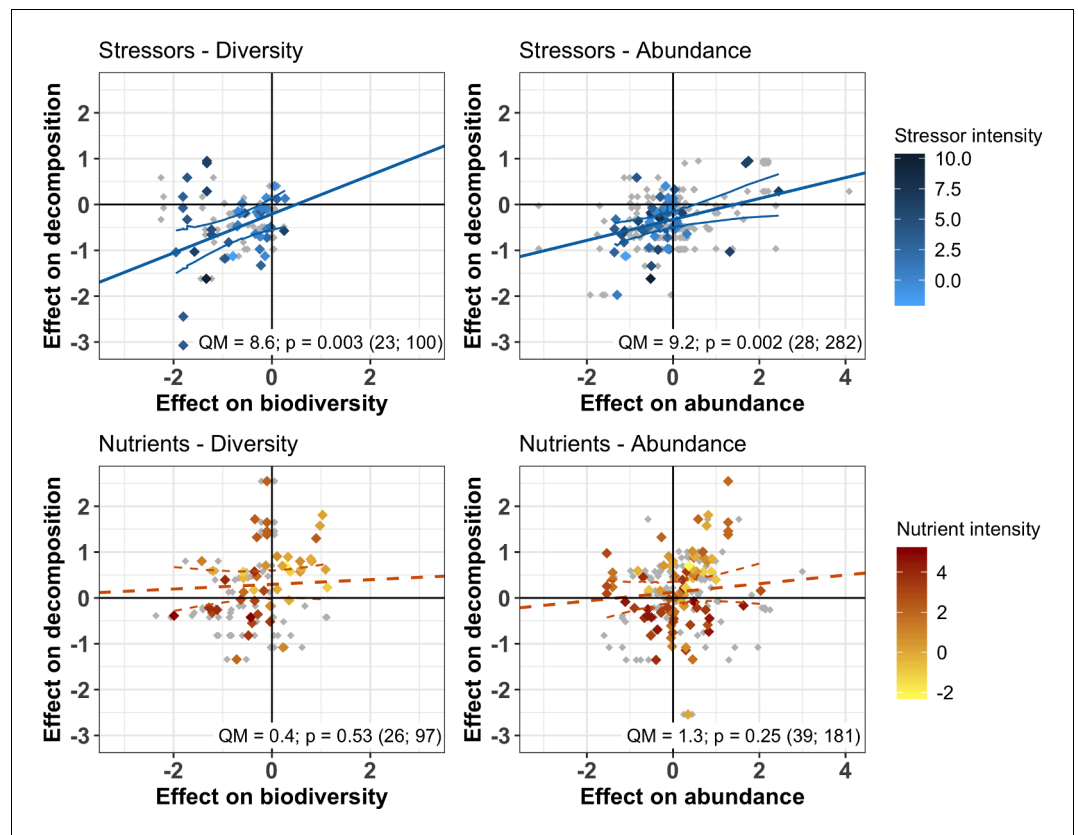 Stressors - Diversity
Effect on decomposition
2
1
0
-1
-2
-3
QM = 8.6; p = 0.003 (23; 100)
-2 0 2
Effect on biodiversity
Stressors - Abundance
Effect on decomposition
2
1
0
-1
-2
-3
QM = 9.2; p = 0.002 (28; 282)
-2 0 2 4
Effect on abundance
Stressor intensity
10.0
7.5
5.0
2.5
0.0
Nutrients - Diversity
Effect on decomposition
2
1
0
-1
-2
-3
QM = 0.4; p = 0.53 (26; 97)
-2 0 2
Effect on biodiversity
Nutrients - Abundance
Effect on decomposition
2
1
0
-1
-2
-3
QM = 1.3; p = 0.25 (39; 181)
-2 0 2 4
Effect on abundance
Nutrient intensity
4
2
0
-2